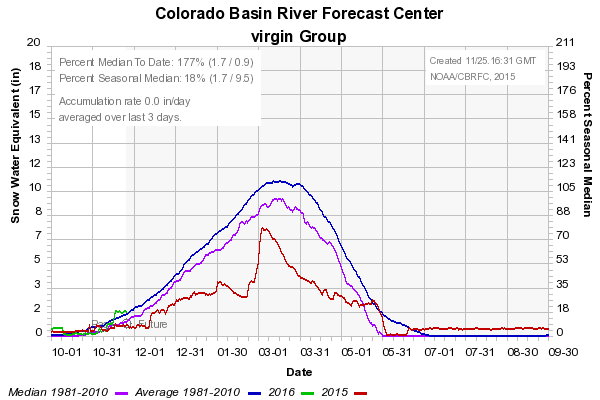 Colorado Basin River Forecast Center
virgin Group
Percent Median To Date: 177% (1.7 / 0.9)
Percent Seasonal Median: 18% (1.7 / 9.5)
Accumulation rate 0.0 in/day
averaged over last 3 days.
Created 11/25.16:31 GMT
NOAA/CBRFC, 2015
Snow Water Equivalent (in)
20
18
17
15
13
12
10
8
7
5
3
2
0
Percent Seasonal Median
211
193
176
158
141
123
105
88
70
53
35
18
0
Future
10-01 10-31 12-01 12-31 01-30 03-01 03-31 05-01 05-31 07-01 07-31 08-30 09-30
Date
Median 1981-2010 Average 1981-2010 2016 2015